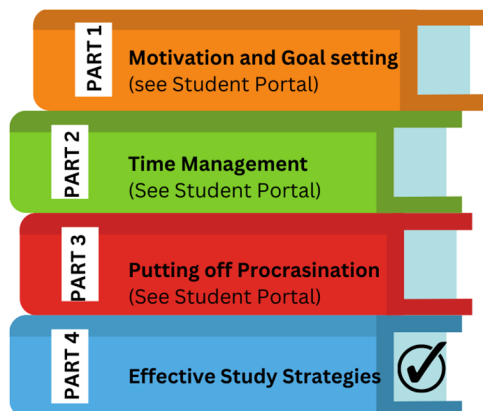 PART 1
Motivation and Goal setting
(see Student Portal)
PART 2
Time Management
(See Student Portal)
PART 3
Putting off Procrasination
(See Student Portal)
PART 4
Effective Study Strategies